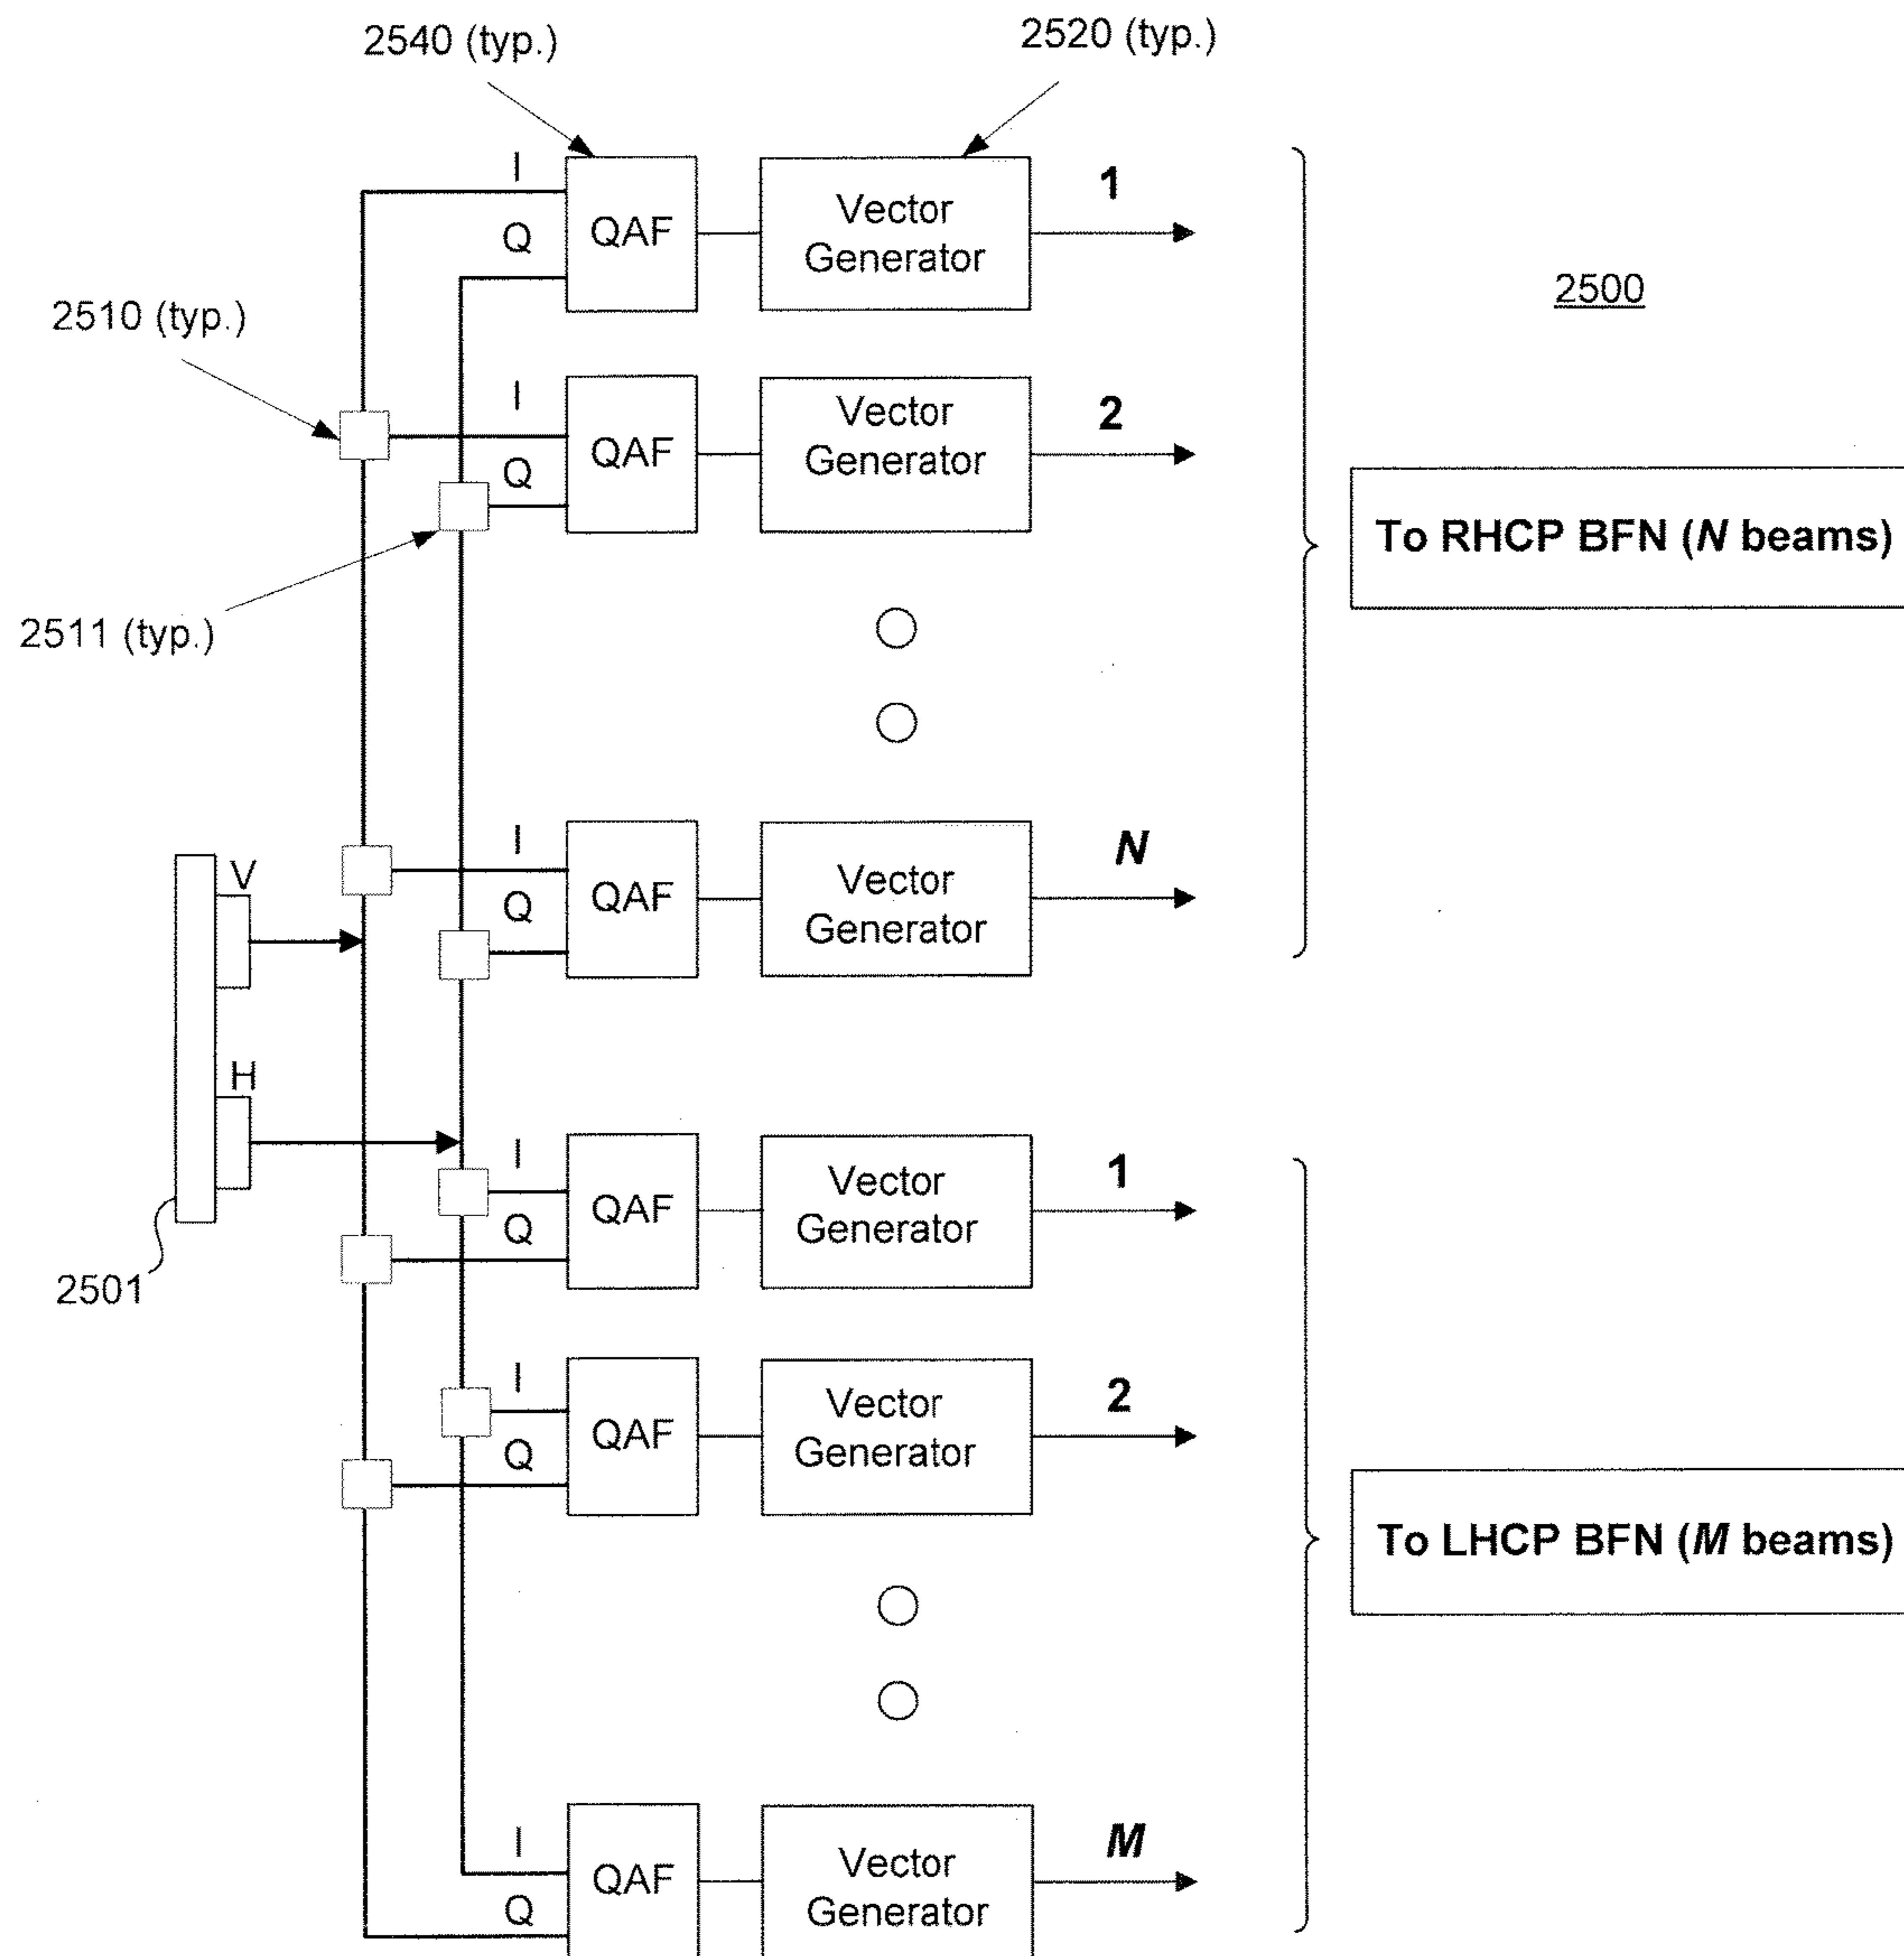 2540 (typ.)
2520 (typ.)
I
Q
QAF
Vector
Generator
1
2500
2510 (typ.)
I
Q
QAF
Vector
Generator
2
To RHCP BFN (N beams)
2511 (typ.)
I
Q
QAF
Vector
Generator
N
V
H
2501
I
Q
QAF
Vector
Generator
1
I
Q
QAF
Vector
Generator
2
To LHCP BFN (M beams)
I
Q
QAF
Vector
Generator
M